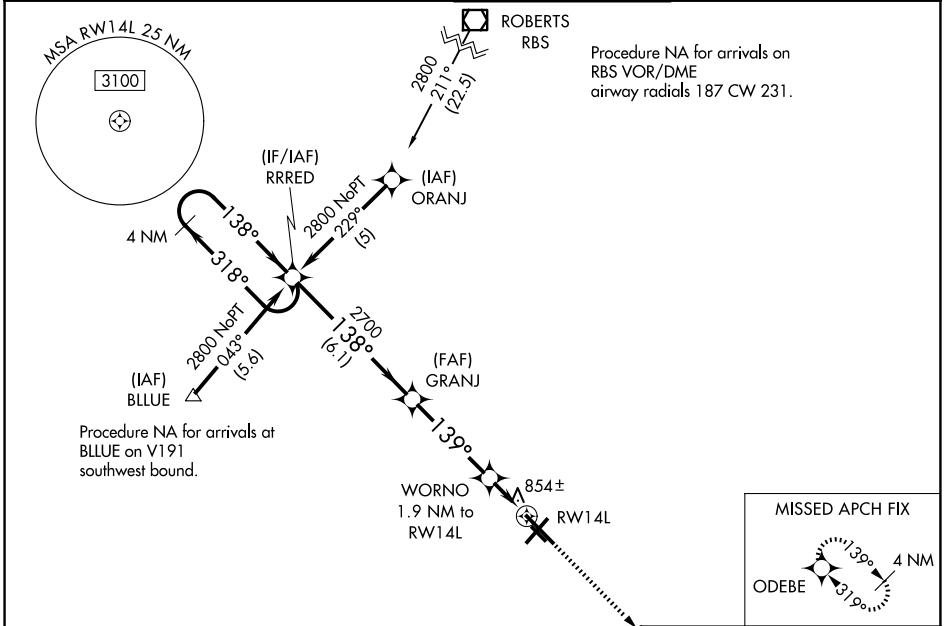 MSA RW14L 25 NM
3100
ROBERTS
RBS
2800
211°
(22.5)
Procedure NA for arrivals on
RBS VOR/DME
airway radials 187 CW 231.
(IF/IAF)
RRRED
(IAF)
ORANJ
2800 NoPT
229°
(5)
4 NM
138°
318°
2800 NoPT
043°
(5.6)
(IAF)
BLLUE
Procedure NA for arrivals at
BLLUE on V191
southwest bound.
2700
138°
(6.1)
(FAF)
GRANJ
139°
WORNO
1.9 NM to
RW14L
854±
RW14L
MISSED APCH FIX
139°
4 NM
319°
ODEBE